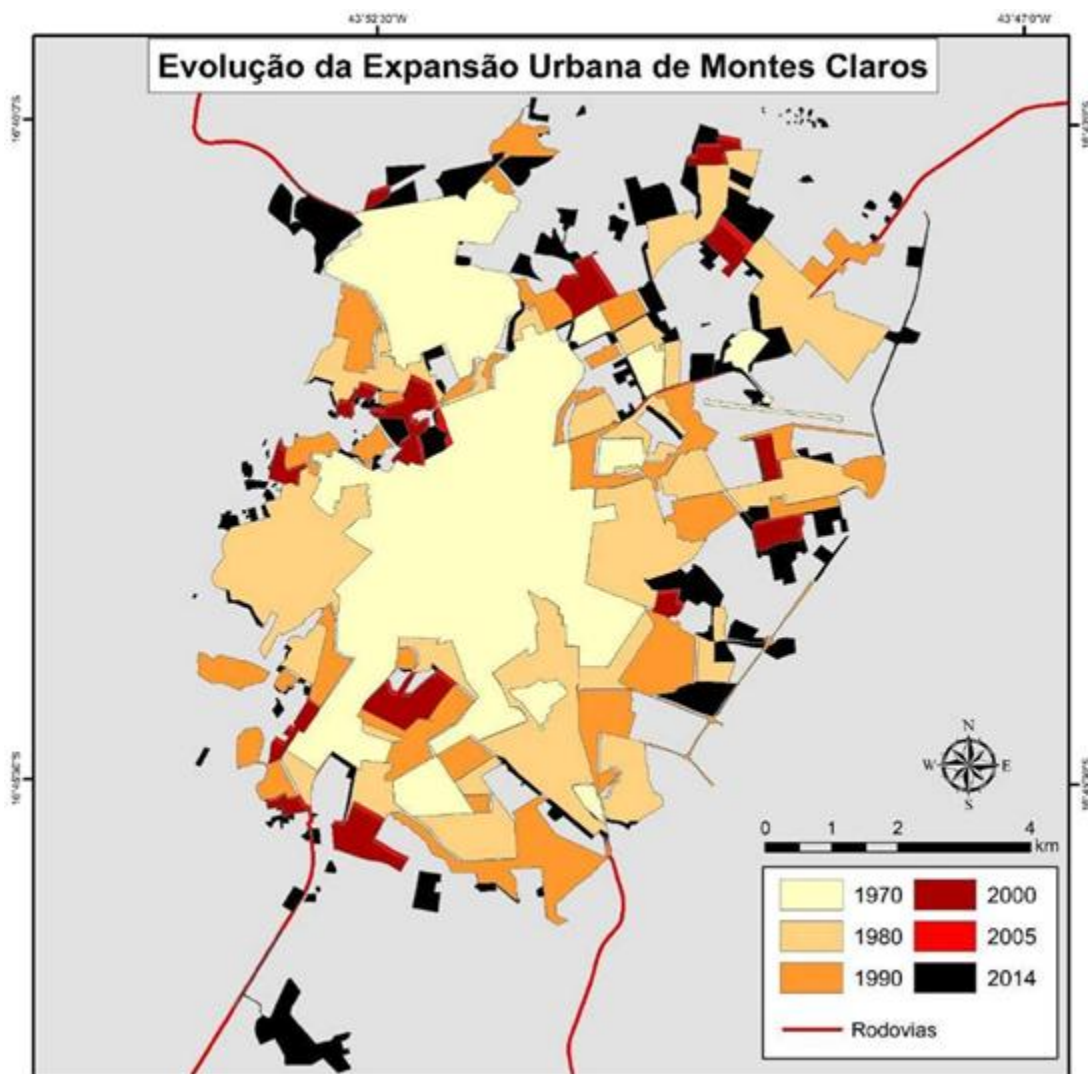 43°52'30"W
43°47'0"W
Evolução da Expansão Urbana de Montes Claros
N
W
E
S
0 1 2 4
km
1970
2000
1980
2005
1990
2014
Rodovias